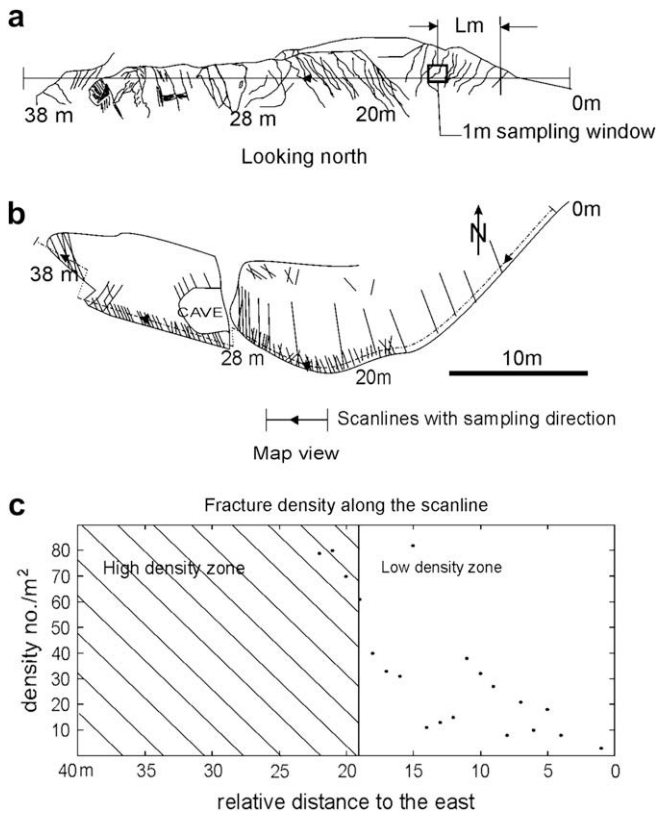 a
Lm
38 m
28 m
20m
0m
1m sampling window
Looking north
b
N
0m
38 m
CAVE
28 m
20m
10m
Scanlines with sampling direction
Map view
c
Fracture density along the scanline
High density zone
Low density zone
density no./m²
80
70
60
50
40
30
20
10
40 m 35 30 25 20 15 10 5 0
relative distance to the east